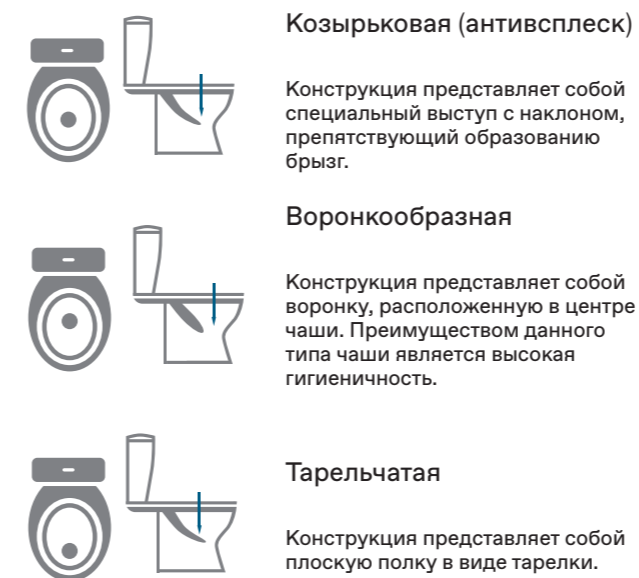 Козырьковая (антивсплеск)
Конструкция представляет собой
специальный выступ с наклоном,
препятствующий образованию
брызг.
Воронкообразная
Конструкция представляет собой
воронку, расположенную в центре
чаши. Преимуществом данного
типа чаши является высокая
гигиеничность.
Тарельчатая
Конструкция представляет собой
плоскую полку в виде тарелки.